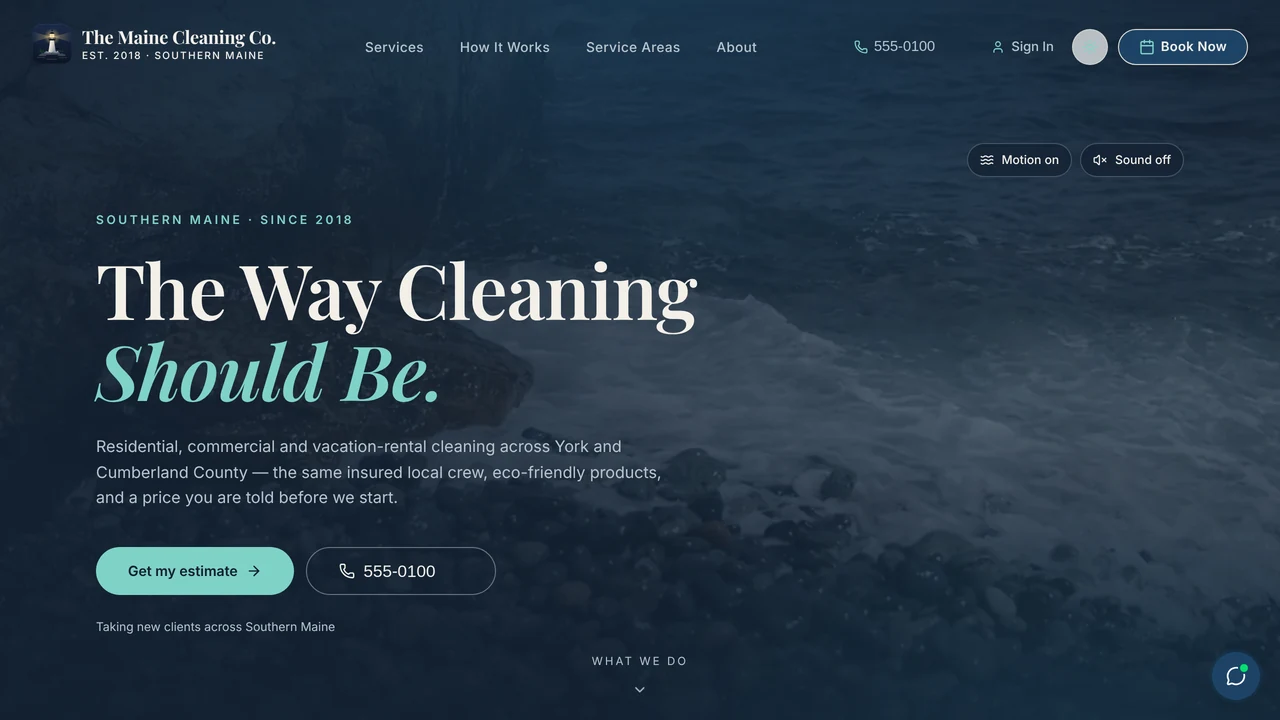 The Maine Cleaning Co.
EST. 2018 · SOUTHERN MAINE
Services
How It Works
Service Areas
About
555-0100
Sign In
Book Now
Motion on
Sound off
SOUTHERN MAINE · SINCE 2018
The Way Cleaning
Should Be.
Residential, commercial and vacation-rental cleaning across York and
Cumberland County — the same insured local crew, eco-friendly products,
and a price you are told before we start.
Get my estimate
555-0100
Taking new clients across Southern Maine
WHAT WE DO